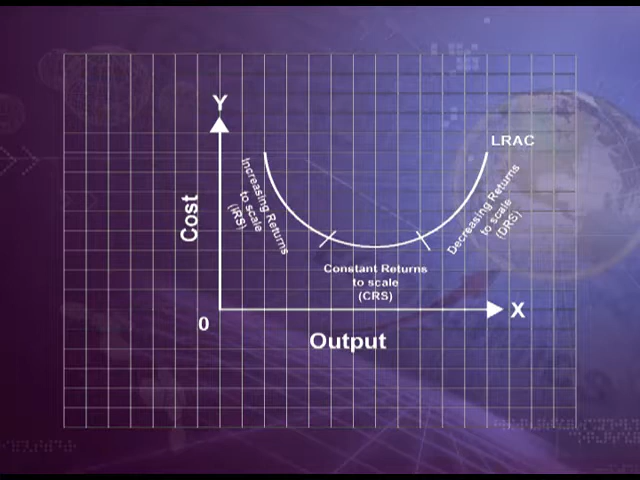 Y
LRAC
Cost
Increasing Returns
to scale
(IRS)
Decreasing Returns
to scale
(DRS)
Constant Returns
to scale
(CRS)
0
X
Output